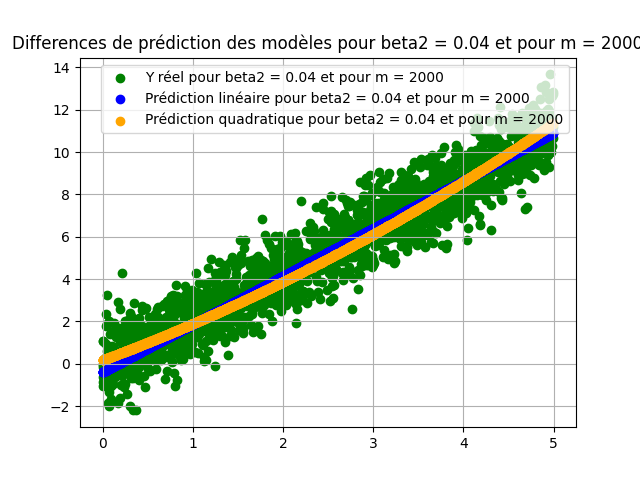 Differences de prédiction des modèles pour beta2 = 0.04 et pour m = 2000
Y réel pour beta2 = 0.04 et pour m = 2000
Prédiction linéaire pour beta2 = 0.04 et pour m = 2000
Prédiction quadratique pour beta2 = 0.04 et pour m = 2000
14
12
10
8
6
4
2
0
−2
0 1 2 3 4 5